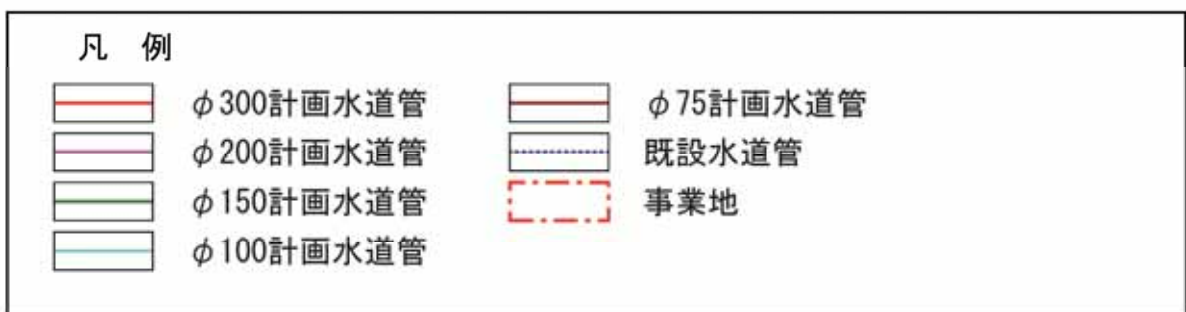 凡　例
φ300計画水道管
φ200計画水道管
φ150計画水道管
φ100計画水道管
φ75計画水道管
既設水道管
事業地